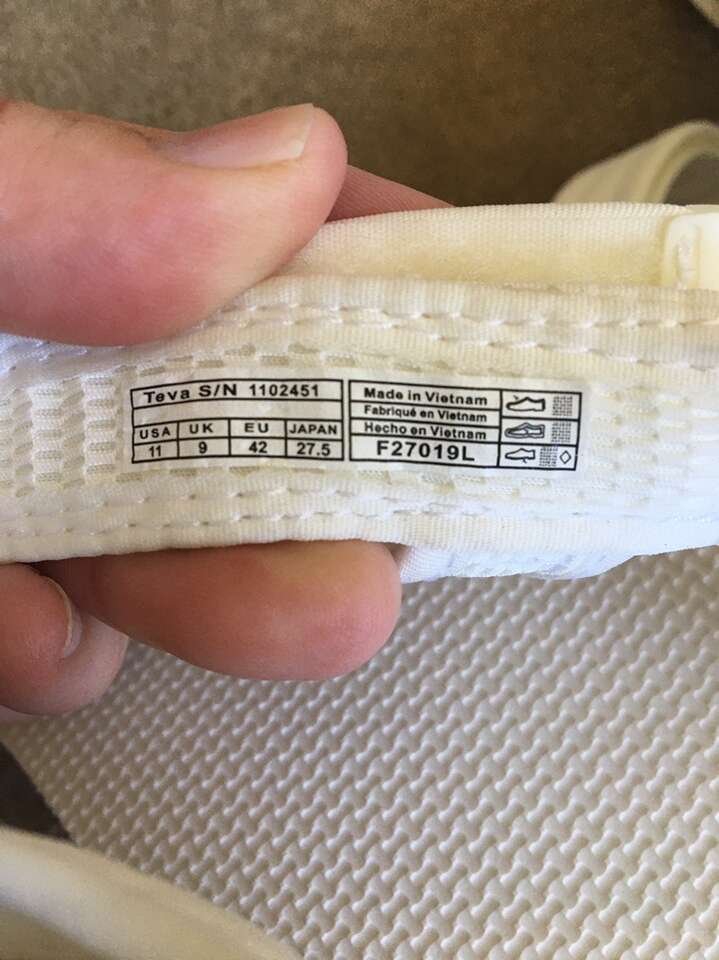 Teva S/N 1102451
USA UK EU JAPAN
11 9 42 27.5
Made in Vietnam
Fabriqué en Vietnam
Hecho en Vietnam
F27019L